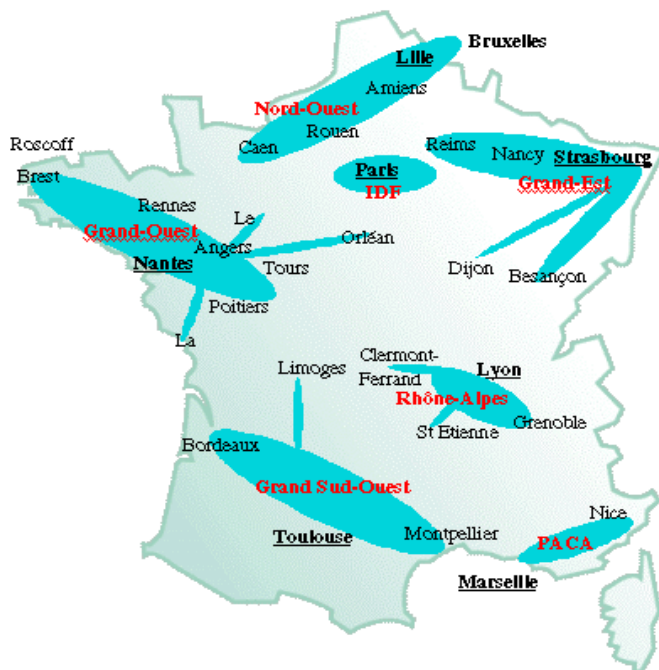 Bruxelles
Lille
Amiens
Nord-Ouest
Rouen
Caen
Roscoff
Brest
Reims
Nancy
Strasbourg
Paris
IDF
Grand-Est
Rennes
Le
Grand-Ouest
Angers
Orléan
Nantes
Tours
Dijon
Besançon
Poitiers
La
Limoges
Clermont-
Ferrand
Lyon
Rhône-Alpes
St Etienne
Grenoble
Bordeaux
Grand Sud-Ouest
Toulouse
Montpellier
Nice
PACA
Marseille